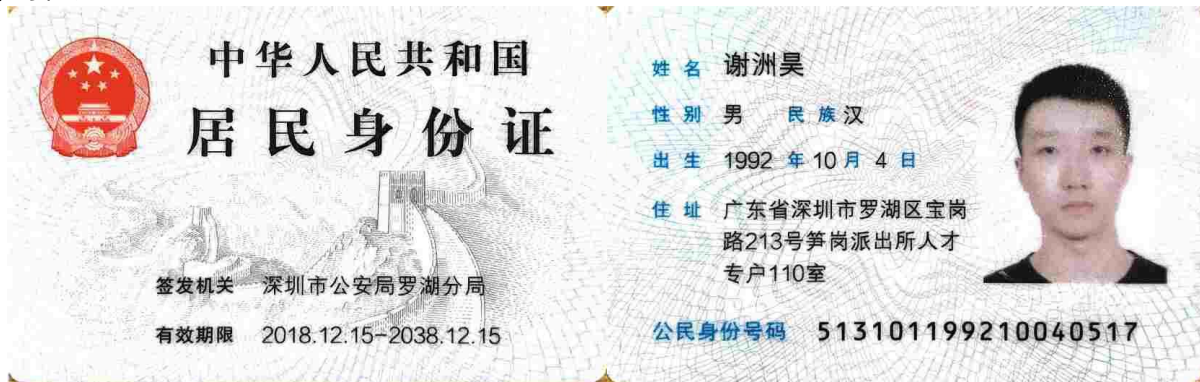 中华人民共和国
居民身份证
签发机关 深圳市公安局罗湖分局
有效期限 2018.12.15-2038.12.15
姓名 谢洲昊
性别 男 民族 汉
出生 1992 年 10 月 4 日
住址 广东省深圳市罗湖区宝岗
路213号笋岗派出所人才
专户110室
公民身份号码 513101199210040517